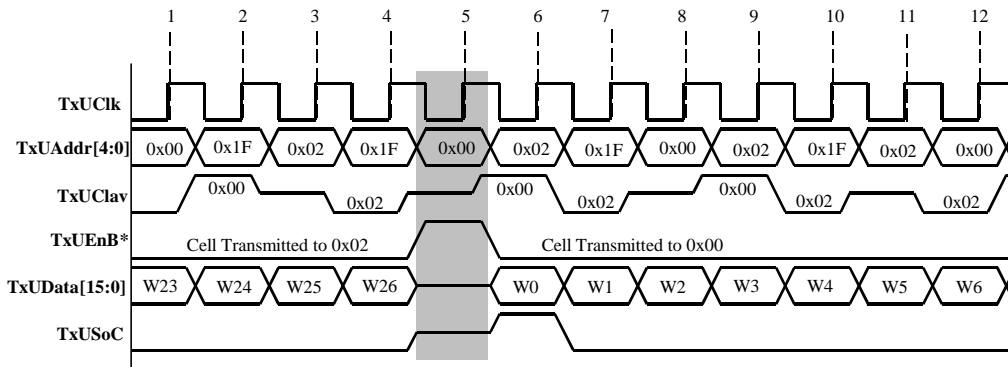 1 2 3 4 5 6 7 8 9 10 11 12
TxUClk
TxUAddr[4:0] 0x00 0x1F 0x02 0x1F 0x00 0x02 0x1F 0x00 0x02 0x1F 0x02 0x00
TxUClav 0x00 0x02 0x00 0x02 0x00 0x02 0x02
TxUEnB* Cell Transmitted to 0x02 Cell Transmitted to 0x00
TxUData[15:0] W23 W24 W25 W26 W0 W1 W2 W3 W4 W5 W6
TxUSoC